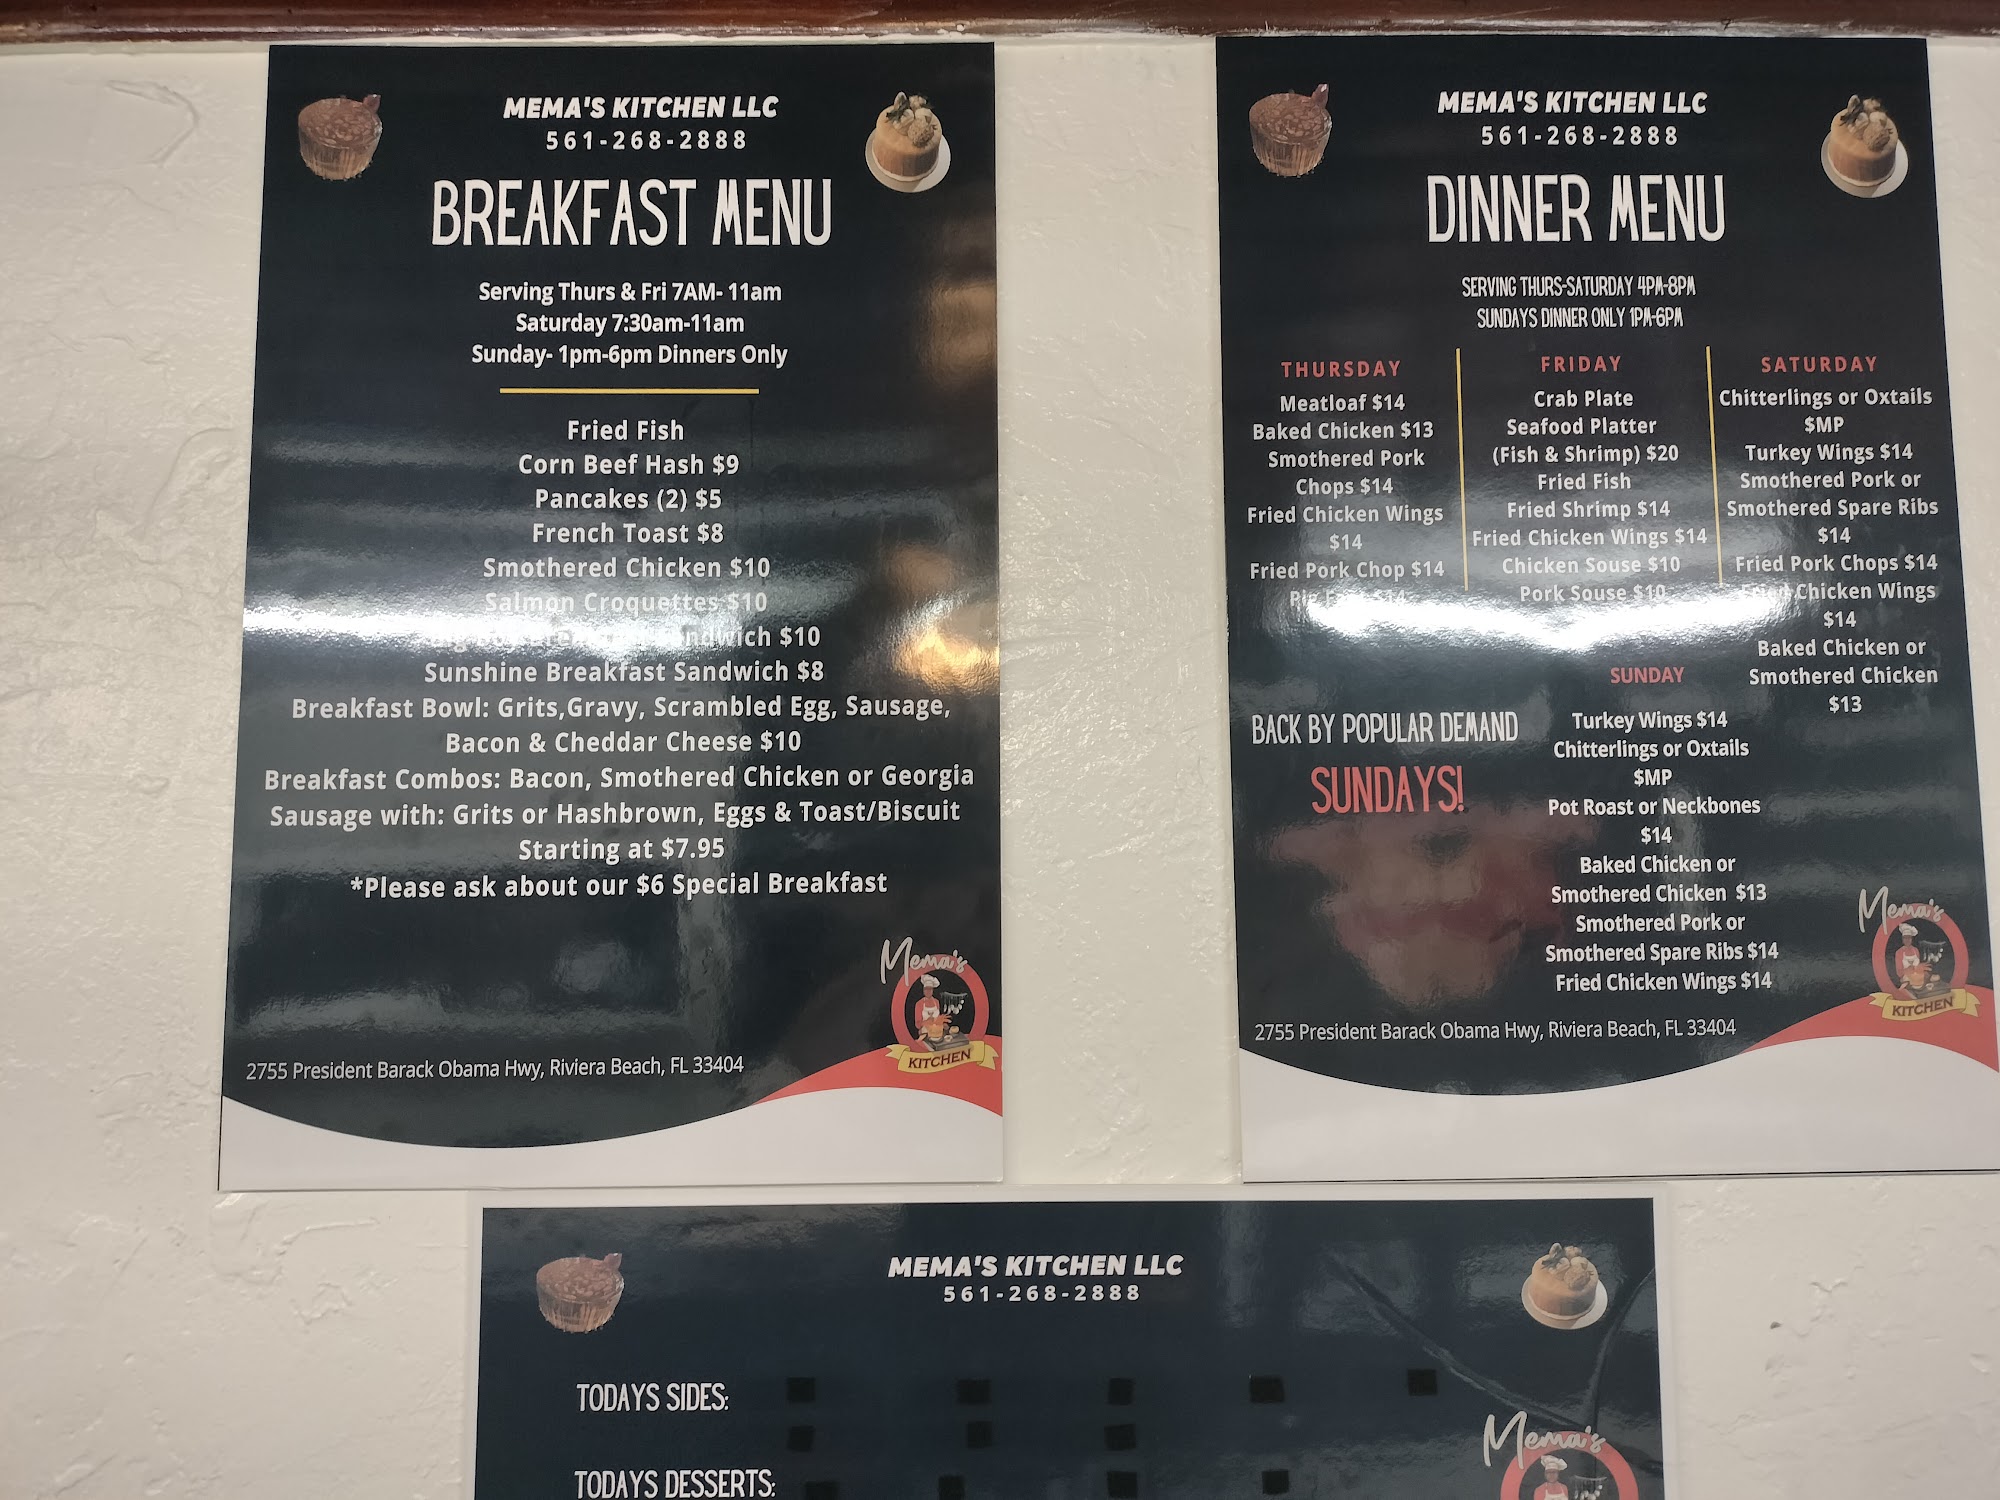 MEMA'S KITCHEN LLC
561-268-2888
BREAKFAST MENU
Serving Thurs & Fri 7AM- 11am
Saturday 7:30am-11am
Sunday- 1pm-6pm Dinners Only
Fried Fish
Corn Beef Hash $9
Pancakes (2) $5
French Toast $8
Smothered Chicken $10
Salmon Croquettes $10
$10
Sunshine Breakfast Sandwich $8
Breakfast Bowl: Grits,Gravy, Scrambled Egg, Sausage,
Bacon & Cheddar Cheese $10
Breakfast Combos: Bacon, Smothered Chicken or Georgia
Sausage with: Grits or Hashbrown, Eggs & Toast/Biscuit
Starting at $7.95
*Please ask about our $6 Special Breakfast
Mema's
KITCHEN
2755 President Barack Obama Hwy, Riviera Beach, FL 33404
MEMA'S KITCHEN LLC
561-268-2888
DINNER MENU
SERVING THURS-SATURDAY 4PM-8PM
SUNDAYS DINNER ONLY 1PM-6PM
THURSDAY
Meatloaf $14
Baked Chicken $13
Smothered Pork
Chops $14
Fried Chicken Wings
$14
Fried Pork Chop $14
FRIDAY
Crab Plate
Seafood Platter
(Fish & Shrimp) $20
Fried Fish
Fried Shrimp $14
Fried Chicken Wings $14
Chicken Souse $10
Pork Souse $10
SATURDAY
Chitterlings or Oxtails
$MP
Turkey Wings $14
Smothered Pork or
Smothered Spare Ribs
$14
Fried Pork Chops $14
Fried Chicken Wings
$14
Baked Chicken or
Smothered Chicken
$13
BACK BY POPULAR DEMAND
SUNDAYS!
SUNDAY
Turkey Wings $14
Chitterlings or Oxtails
$MP
Pot Roast or Neckbones
$14
Baked Chicken or
Smothered Chicken $13
Smothered Pork or
Smothered Spare Ribs $14
Fried Chicken Wings $14
Mema's
KITCHEN
2755 President Barack Obama Hwy, Riviera Beach, FL 33404
MEMA'S KITCHEN LLC
561-268-2888
TODAYS SIDES:
TODAYS DESSERTS:
Mema's